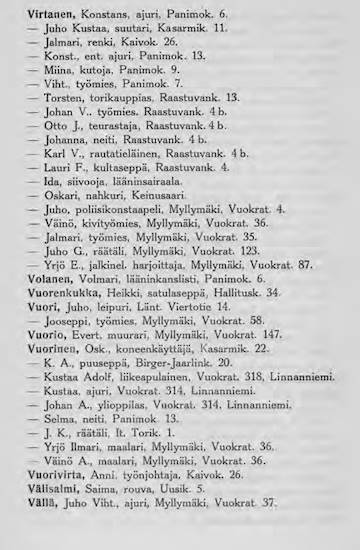 Virtanen, Konstans, ajuri, Panimok. 6.
— Juho Kustaa, suutari, Kasarmik. 11.
— Jalmari, renki, Kaivok. 26.
— Konst., ent. ajuri, Panimok. 13.
— Miina, kutoja, Panimok. 9.
— Viht., työmies, Panimok. 7.
— Torsten, torikauppias, Raastuvank. 13.
— Johan V., työmies, Raastuvank. 4 b.
— Otto J., teurastaja, Raastuvank. 4 b.
— Johanna, neiti, Raastuvank. 4 b.
— Karl V., rautatieläinen, Raastuvank. 4 b.
— Lauri F., kultaseppä, Raastuvank. 4.
— Ida, siivooja, lääninsairaala.
— Oskari, nahkuri, Keinusaari.
— Juho, poliisikonstaapeli, Myllymäki, Vuokrat. 4.
— Väinö, kivityömies, Myllymäki, Vuokrat. 36.
— Jalmari, työmies, Myllymäki, Vuokrat. 35.
— Juho G., räätäli, Myllymäki, Vuokrat. 123.
— Yrjö E., jalkinel. harjoittaja, Myllymäki, Vuokrat. 87.
Volanen, Volmari, lääninkanslisti, Panimok. 6.
Vuorenkukka, Heikki, satulaseppä, Hallitusk. 34.
Vuori, Juho, leipuri, Länt. Viertotie 14.
— Jooseppi, työmies, Myllymäki, Vuokrat. 58.
Vuorio, Evert, muurari, Myllymäki, Vuokrat. 147.
Vuorinen, Osk., koneenkäyttäjä, Kasarmik. 22.
— K. A., puuseppä, Birger-Jaarlink. 20.
— Kustaa Adolf, liikeapulainen, Vuokrat. 318, Linnanniemi.
— Kustaa, ajuri, Vuokrat. 314, Linnanniemi.
— Johan A., ylioppilas, Vuokrat. 314, Linnanniemi.
— Selma, neiti, Panimok. 13.
— J. K., räätäli, It. Torik. 1.
— Yrjö Ilmari, maalari, Myllymäki, Vuokrat. 36.
— Väinö A., maalari, Myllymäki, Vuokrat. 36.
Vuorivirta, Anni, työnjohtaja, Kaivok. 26.
Välisalmi, Saima, rouva, Uusik. 5.
Vällä, Juho Viht., ajuri, Myllymäki, Vuokrat. 37.